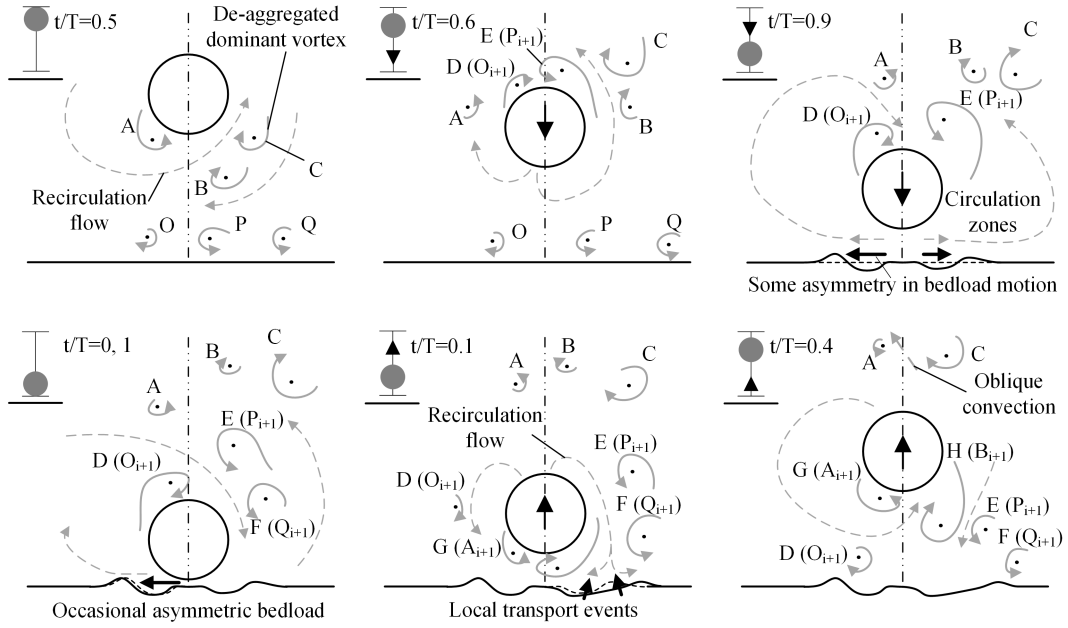 t/T=0.5
De-aggregated
dominant vortex
A
B
C
Recirculation
flow
O
P
Q
t/T=0.6
E (Pi+1)
C
D (Oi+1)
A
B
O
P
Q
t/T=0.9
A
B
C
D (Oi+1)
E (Pi+1)
Circulation
zones
Some asymmetry in bedload motion
t/T=0, 1
B
C
A
E (Pi+1)
D (Oi+1)
F (Qi+1)
Occasional asymmetric bedload
t/T=0.1
A
B
C
Recirculation
flow
E (Pi+1)
D (Oi+1)
F (Qi+1)
G (Ai+1)
Local transport events
t/T=0.4
A
C
Oblique
convection
G (Ai+1)
H (Bi+1)
E (Pi+1)
F (Qi+1)
D (Oi+1)